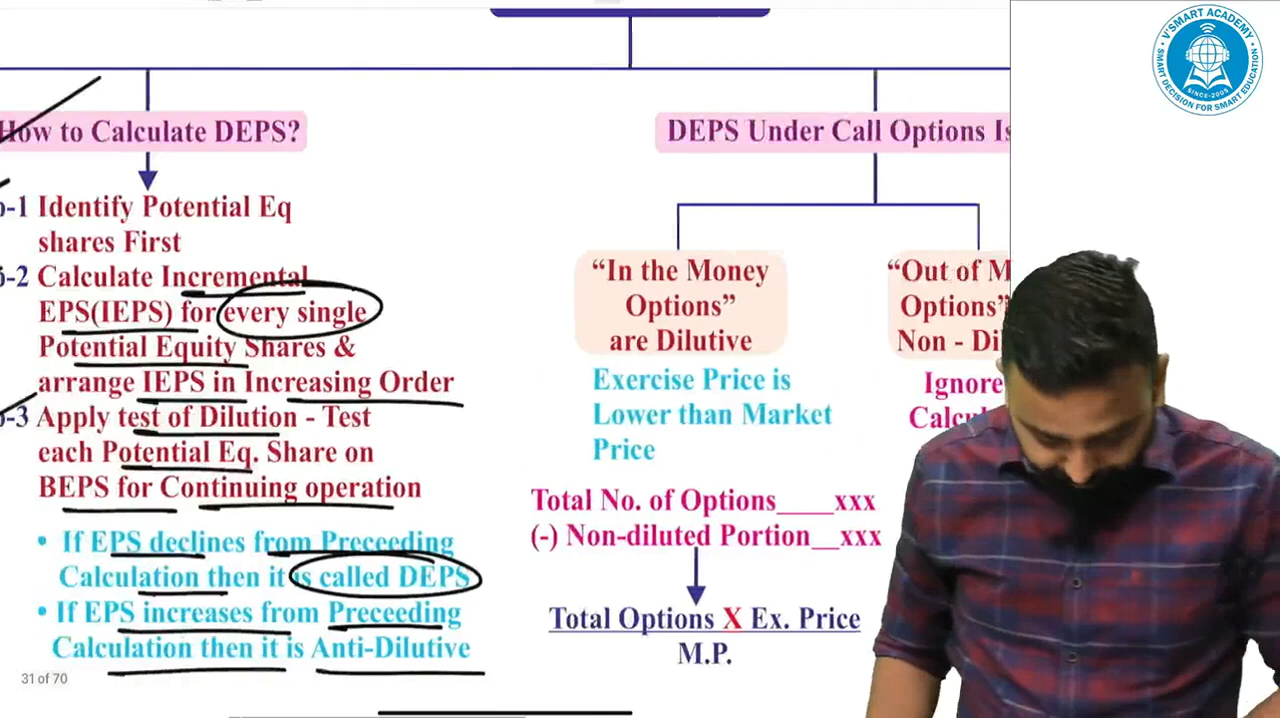 V'SMART ACADEMY
SMART DECISION FOR SMART EDUCATION
SINCE-2005
How to Calculate DEPS?
-1 Identify Potential Eq
shares First
-2 Calculate Incremental
EPS(IEPS) for every single
Potential Equity Shares &
arrange IEPS in Increasing Order
-3 Apply test of Dilution - Test
each Potential Eq. Share on
BEPS for Continuing operation
• If EPS declines from Preceeding
Calculation then it is called DEPS
• If EPS increases from Preceeding
Calculation then it is Anti-Dilutive
31 of 70
DEPS Under Call Options Is
"In the Money
Options"
are Dilutive
Exercise Price is
Lower than Market
Price
Total No. of Options____xxx
(-) Non-diluted Portion__xxx
Total Options X Ex. Price
M.P.
"Out of M
Options"
Non - Di
Ignore
Calcu